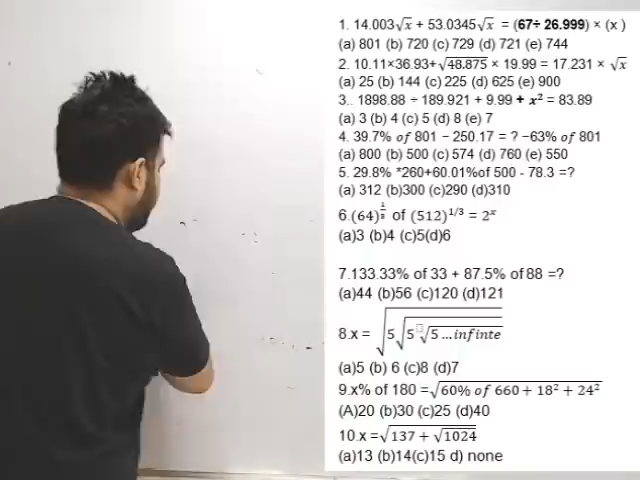 1. 14.003√x + 53.0345√x = (67÷ 26.999) × (x )
(a) 801 (b) 720 (c) 729 (d) 721 (e) 744
2. 10.11×36.93+√48.875 × 19.99 = 17.231 × √x
(a) 25 (b) 144 (c) 225 (d) 625 (e) 900
3.. 1898.88 ÷ 189.921 + 9.99 + x² = 83.89
(a) 3 (b) 4 (c) 5 (d) 8 (e) 7
4. 39.7% of 801 − 250.17 = ? −63% of 801
(a) 800 (b) 500 (c) 574 (d) 760 (e) 550
5. 29.8% *260+60.01%of 500 - 78.3 =?
(a) 312 (b)300 (c)290 (d)310
6.(64) of (512)^1/3 = 2^x
(a)3 (b)4 (c)5(d)6
7.133.33% of 33 + 87.5% of 88 =?
(a)44 (b)56 (c)120 (d)121
8.x = √5√5√5 ...infinte
(a)5 (b) 6 (c)8 (d)7
9.x% of 180 =√60% of 660 + 18² + 24²
(A)20 (b)30 (c)25 (d)40
10.x =√137 + √1024
(a)13 (b)14(c)15 d) none